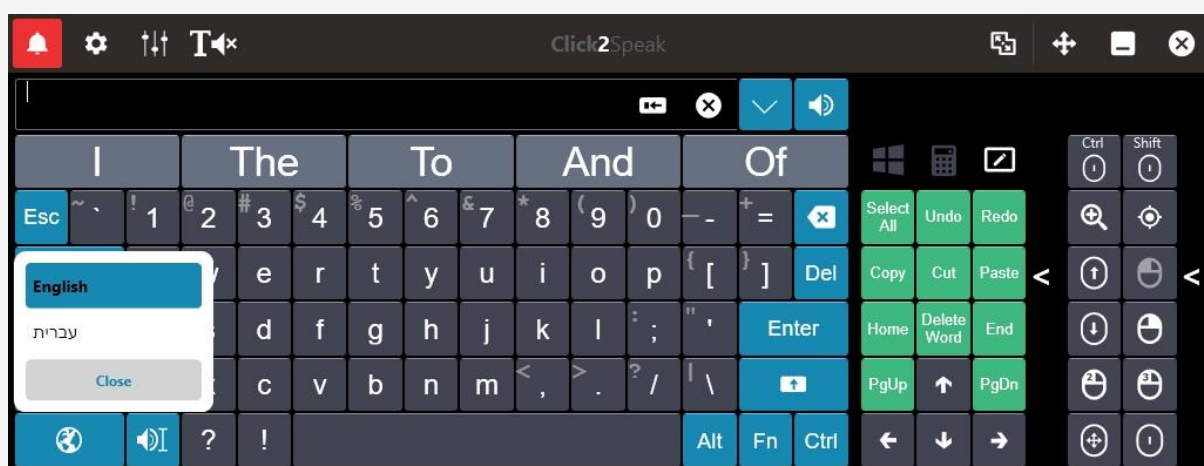 T
Click2Speak
I The To And Of
Ctrl Shift
Esc ~ ` ! 1 @ 2 # 3 $ 4 % 5 ^ 6 & 7 * 8 ( 9 ) 0 _ - + =
Select All Undo Redo
e r t y u i o p { [ } ] Del
Copy Cut Paste < <
English
d f g h j k l : ; " ' Enter
Home Delete Word End
עברית
c v b n m < , > . ? / | \
PgUp PgDn
21 31
Close
? ! Alt Fn Ctrl